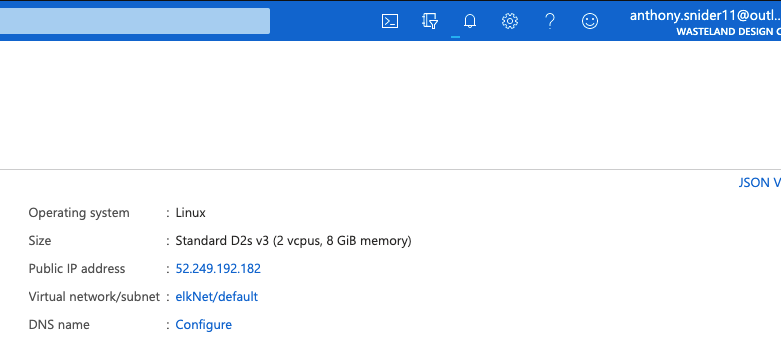 anthony.snider11@outl...
WASTELAND DESIGN
JSON
Operating system : Linux
Size : Standard D2s v3 (2 vcpus, 8 GiB memory)
Public IP address : 52.249.192.182
Virtual network/subnet : elkNet/default
DNS name : Configure